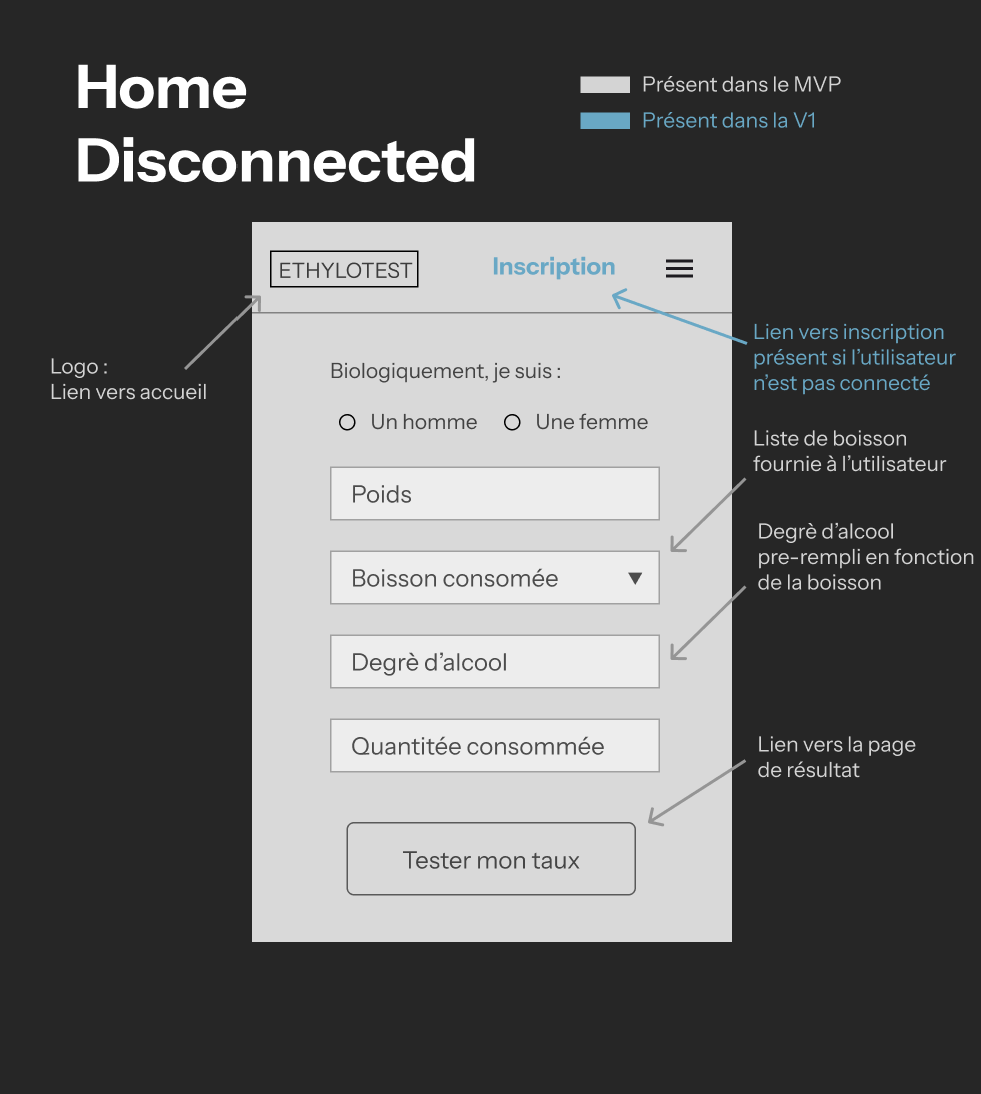 Home
Disconnected
Présent dans le MVP
Présent dans la V1
ETHYLOTEST
Inscription
Logo :
Lien vers accueil
Lien vers inscription
présent si l’utilisateur
n’est pas connecté
Biologiquement, je suis :
Un homme
Une femme
Liste de boisson
fournie à l’utilisateur
Poids
Degrè d’alcool
pre-rempli en fonction
de la boisson
Boisson consomée
Degrè d’alcool
Quantitée consommée
Lien vers la page
de résultat
Tester mon taux